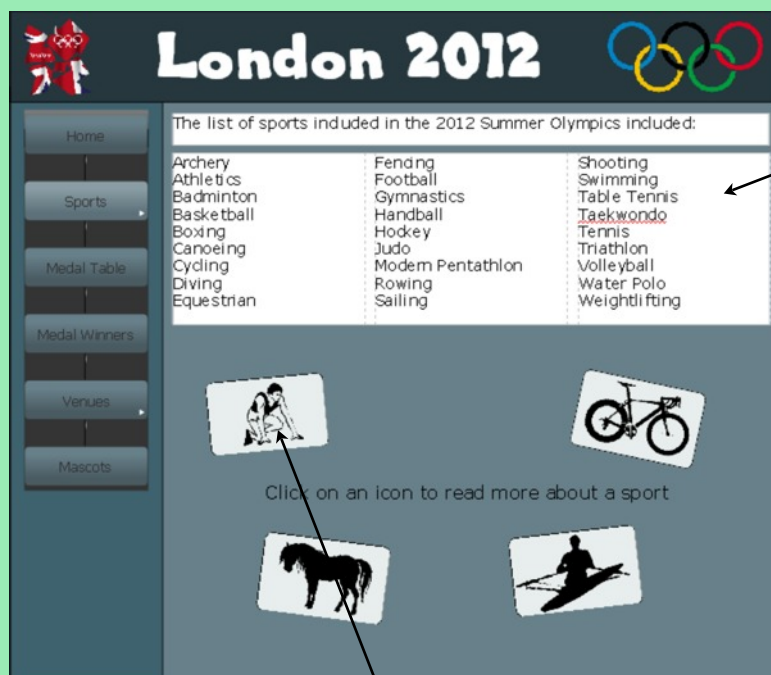 London 2012
Home
Sports
Medal Table
Medal Winners
Venues
Mascots
The list of sports included in the 2012 Summer Olympics included:
Archery
Athletics
Badminton
Basketball
Boxing
Canoeing
Cycling
Diving
Equestrian
Fencing
Football
Gymnastics
Handball
Hockey
Judo
Modern Pentathlon
Rowing
Sailing
Shooting
Swimming
Table Tennis
Taekwondo
Tennis
Triathlon
Volleyball
Water Polo
Weightlifting
Click on an icon to read more about a sport